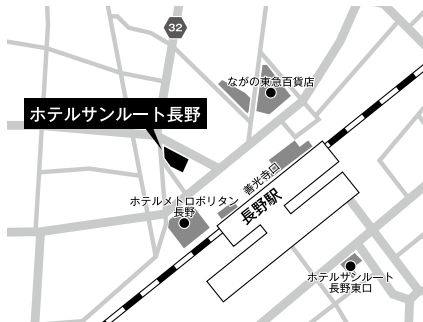 32
ながの東急百貨店
ホテルサンルート長野
善光寺口
ホテルメトロポリタン
長野
長野駅
ホテルサンルート
長野東口